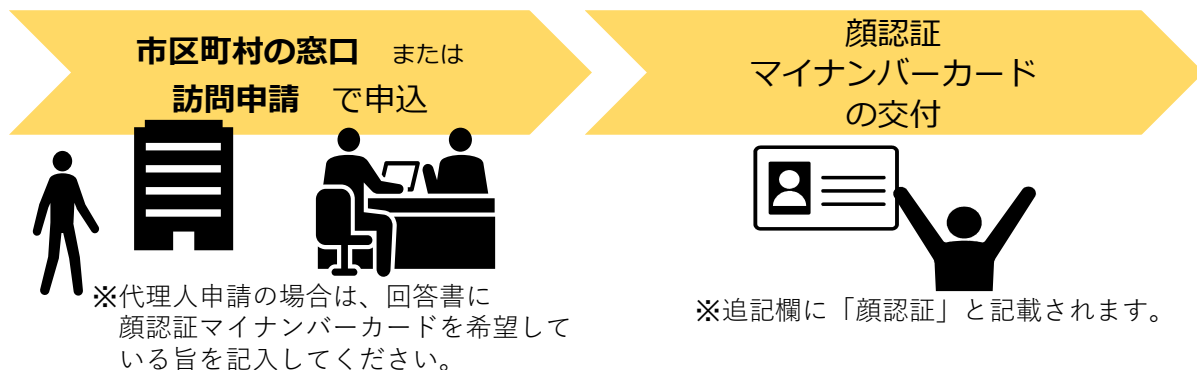 市区町村の窓口 または
訪問申請 で申込
※代理人申請の場合は、回答書に
顔認証マイナンバーカードを希望して
いる旨を記入してください。
顔認証
マイナンバーカード
の交付
※追記欄に「顔認証」と記載されます。